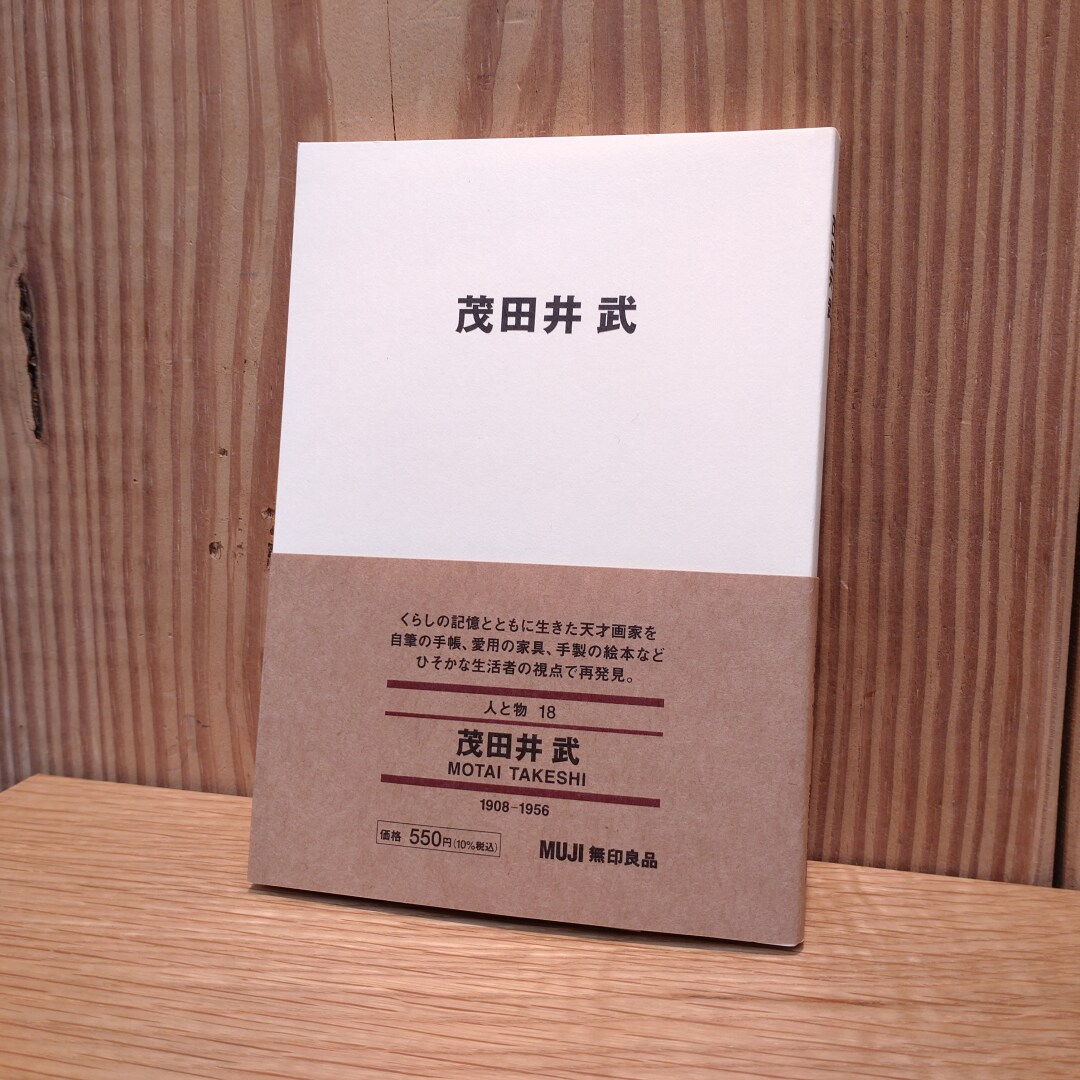 茂田井 武
くらしの記憶とともに生きた天才画家を
自筆の手帳、愛用の家具、手製の絵本など
ひそかな生活者の視点で再発見。
人と物 18
茂田井 武
MOTAI TAKESHI
1908-1956
価格 550円(10%税込)
MUJI 無印良品